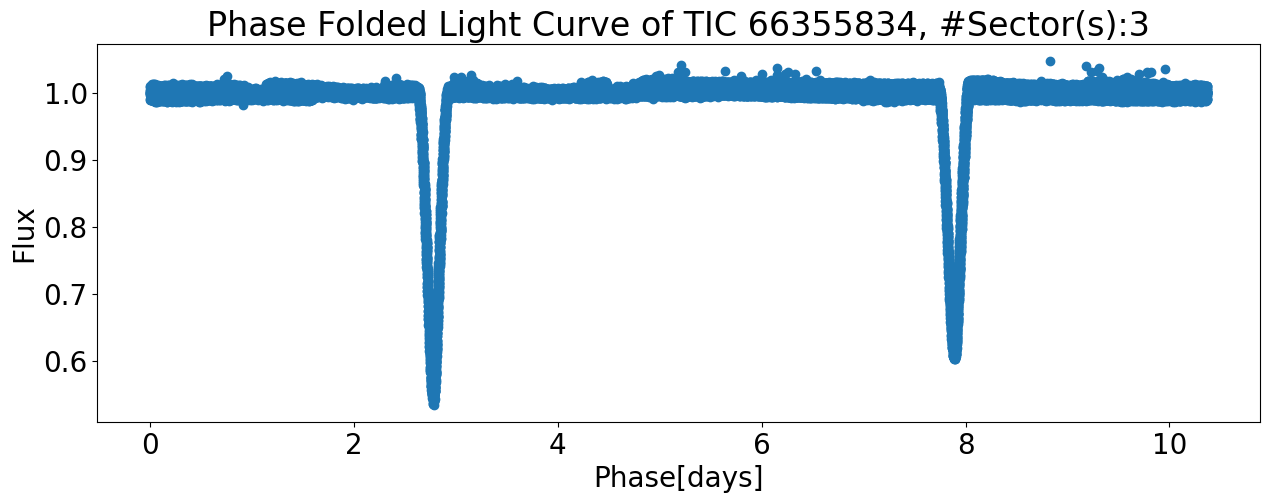 Phase Folded Light Curve of TIC 66355834, #Sector(s):3
1.0
0.9
0.8
0.7
0.6
Flux
0 2 4 6 8 10
Phase[days]